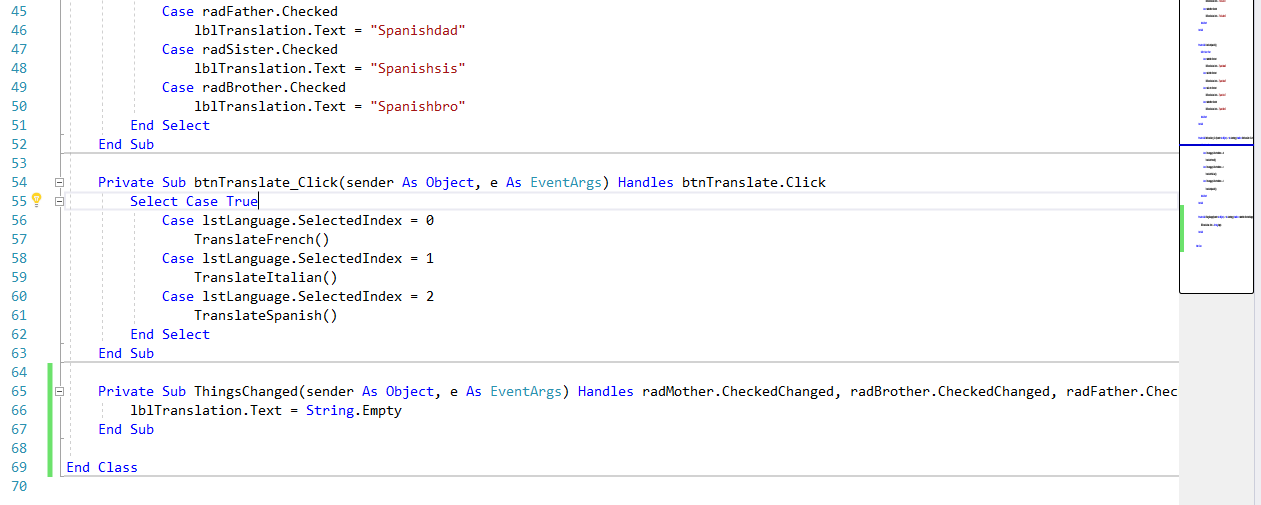 45 Case radFather.Checked
46 lblTranslation.Text = "Spanishdad"
47 Case radSister.Checked
48 lblTranslation.Text = "Spanishsis"
49 Case radBrother.Checked
50 lblTranslation.Text = "Spanishbro"
51 End Select
52 End Sub
53
54 Private Sub btnTranslate_Click(sender As Object, e As EventArgs) Handles btnTranslate.Click
55 Select Case True
56 Case lstLanguage.SelectedIndex = 0
57 TranslateFrench()
58 Case lstLanguage.SelectedIndex = 1
59 TranslateItalian()
60 Case lstLanguage.SelectedIndex = 2
61 TranslateSpanish()
62 End Select
63 End Sub
64
65 Private Sub ThingsChanged(sender As Object, e As EventArgs) Handles radMother.CheckedChanged, radBrother.CheckedChanged, radFather.Chec
66 lblTranslation.Text = String.Empty
67 End Sub
68
69 End Class
70